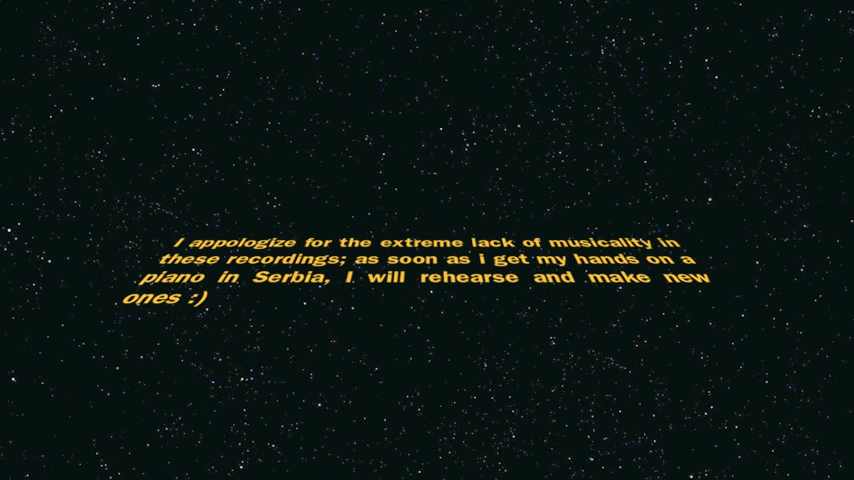 I appologize for the extreme lack of musicality in
these recordings; as soon as i get my hands on a
piano in Serbia, I will rehearse and make new
ones :)